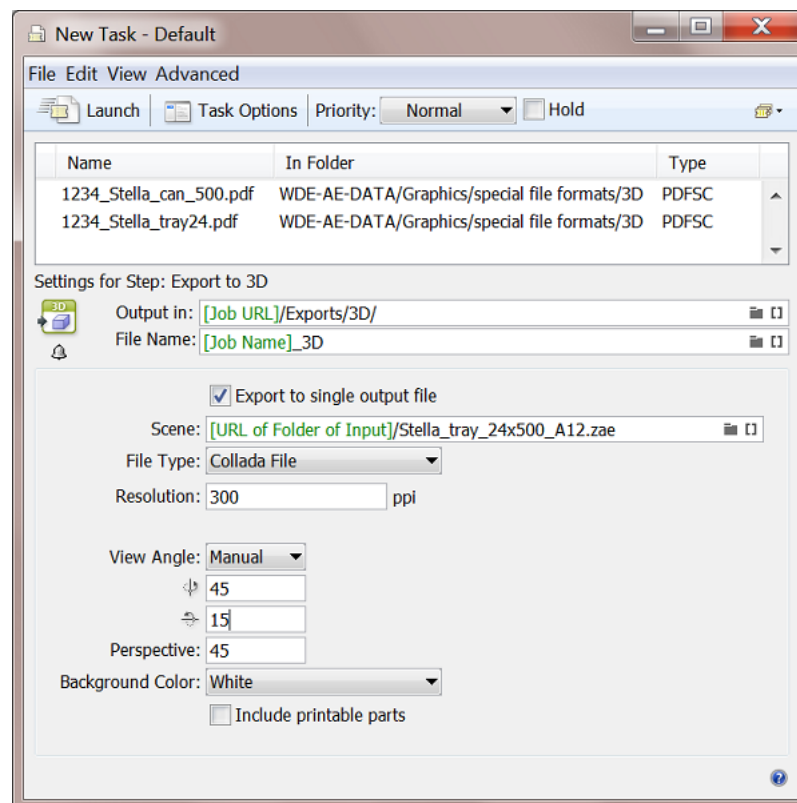 New Task - Default
File Edit View Advanced
Launch Task Options Priority: Normal Hold
Name In Folder Type
1234_Stella_can_500.pdf WDE-AE-DATA/Graphics/special file formats/3D PDFSC
1234_Stella_tray24.pdf WDE-AE-DATA/Graphics/special file formats/3D PDFSC
Settings for Step: Export to 3D
3D
Output in: [Job URL]/Exports/3D/
File Name: [Job Name]_3D
Export to single output file
Scene: [URL of Folder of Input]/Stella_tray_24x500_A12.zae
File Type: Collada File
Resolution: 300 ppi
View Angle: Manual
45
15
Perspective: 45
Background Color: White
Include printable parts
?